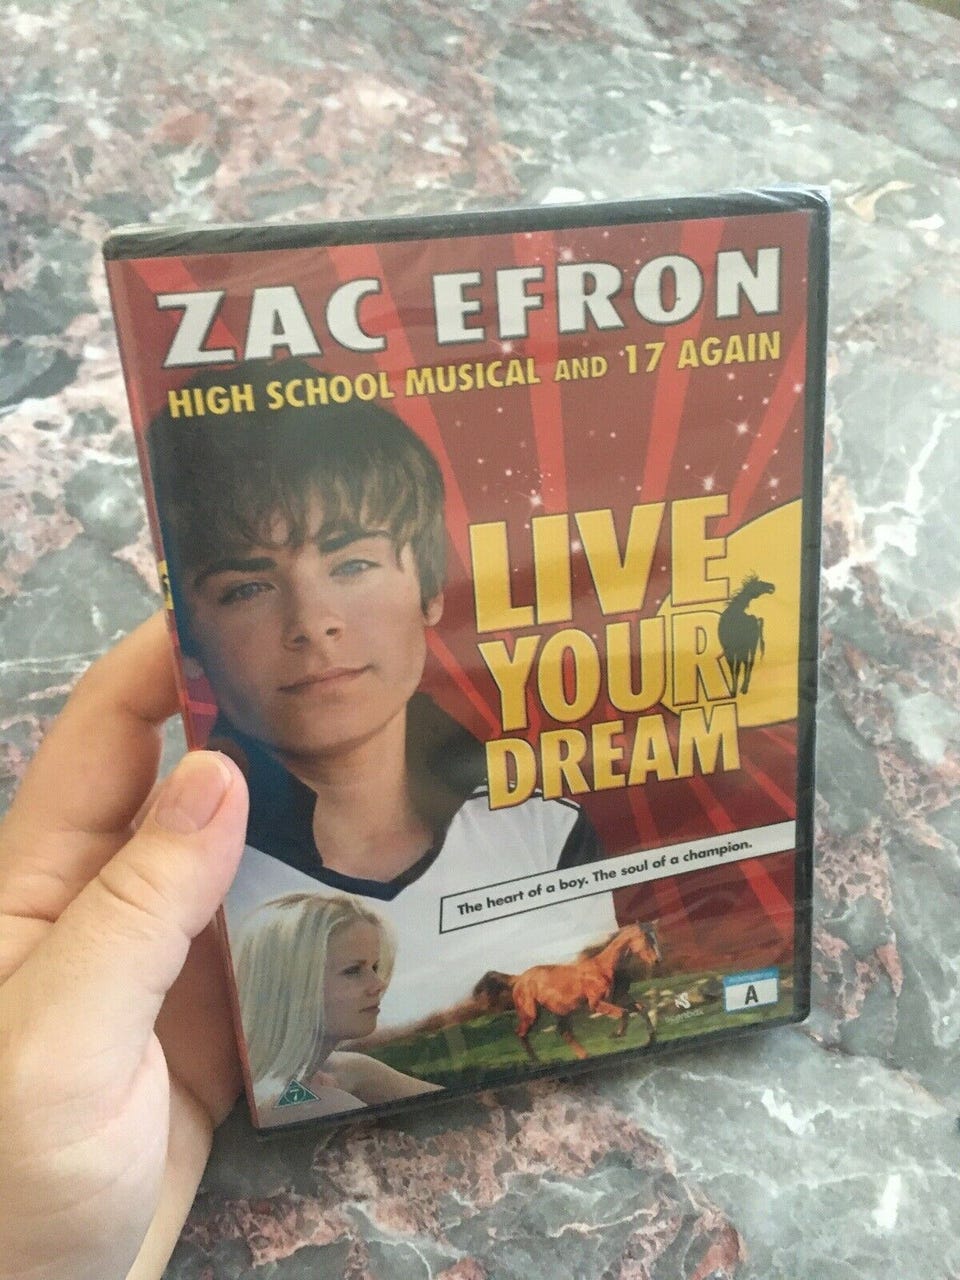 ZAC EFRON
HIGH SCHOOL MUSICAL AND 17 AGAIN
LIVE
YOUR
DREAM
The heart of a boy. The soul of a champion.
A
7